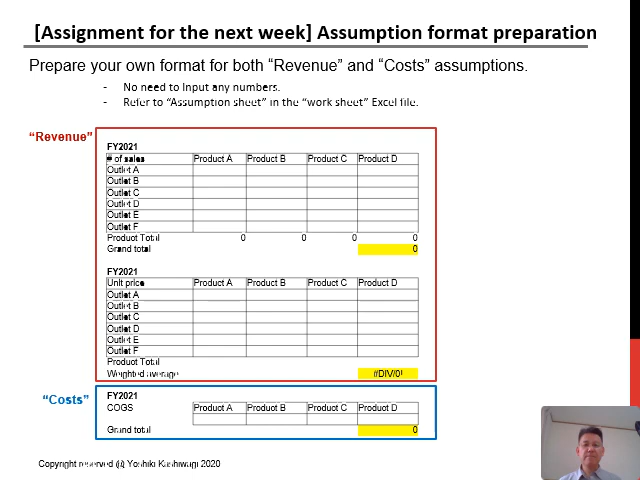 [Assignment for the next week] Assumption format preparation
Prepare your own format for both “Revenue” and “Costs” assumptions.
- No need to Input any numbers.
- Refer to “Assumption sheet” in the “work sheet” Excel file.
“Revenue”
FY2021
# of sales Product A Product B Product C Product D
Outlet A
Outlet B
Outlet C
Outlet D
Outlet E
Outlet F
Product Total 0 0 0 0
Grand total 0
FY2021
Unit price Product A Product B Product C Product D
Outlet A
Outlet B
Outlet C
Outlet D
Outlet E
Outlet F
Product Total
Weighted average #DIV/0!
“Costs”
FY2021
COGS Product A Product B Product C Product D
Grand total 0
Copyright reserved @ Yoshiki Kashiwagi 2020